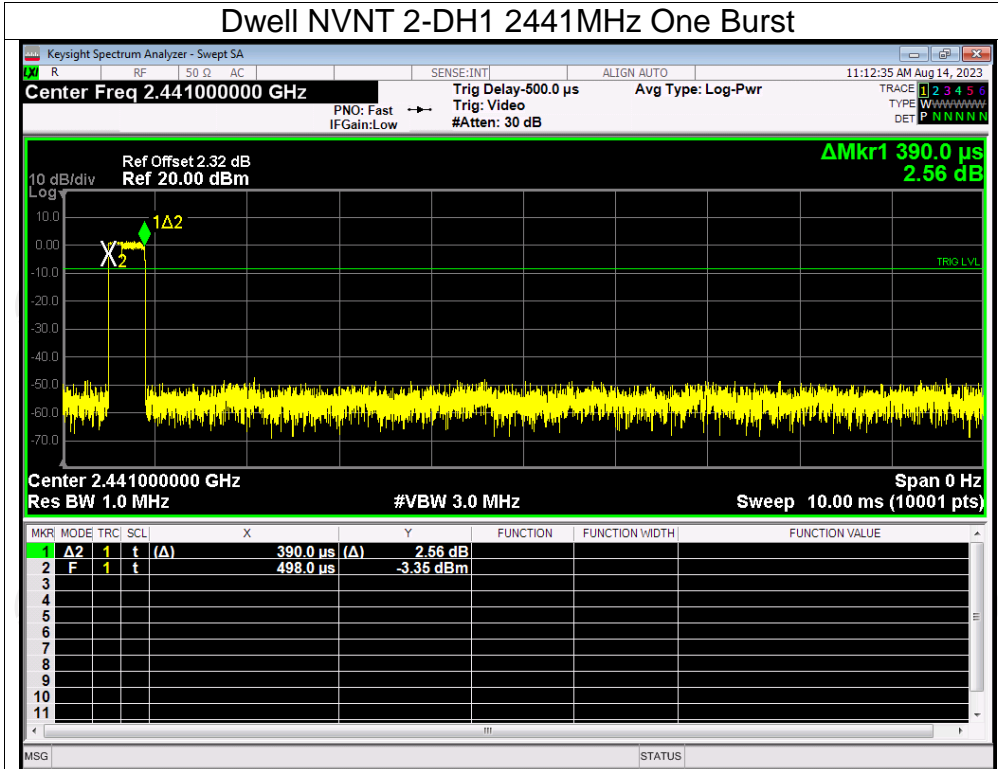 Dwell NVNT 2-DH1 2441MHz One Burst
Keysight Spectrum Analyzer - Swept SA
LXI R RF 50 Ω AC SENSE:INT ALIGN AUTO 11:12:35 AM Aug 14, 2023
Center Freq 2.441000000 GHz
PNO: Fast
IFGain:Low
Trig Delay-500.0 µs
Trig: Video
#Atten: 30 dB
Avg Type: Log-Pwr
TRACE 1 2 3 4 5 6
TYPE W
DET P N N N N N
ΔMkr1 390.0 µs
2.56 dB
Ref Offset 2.32 dB
10 dB/div Ref 20.00 dBm
Log
10.0
0.00
-10.0
-20.0
-30.0
-40.0
-50.0
-60.0
-70.0
1Δ2
X2
TRIG LVL
Center 2.441000000 GHz Span 0 Hz
Res BW 1.0 MHz #VBW 3.0 MHz Sweep 10.00 ms (10001 pts)
MKR MODE TRC SCL X Y FUNCTION FUNCTION WIDTH FUNCTION VALUE
1 Δ2 1 t (Δ) 390.0 µs (Δ) 2.56 dB
2 F 1 t 498.0 µs -3.35 dBm
3
4
5
6
7
8
9
10
11
MSG STATUS